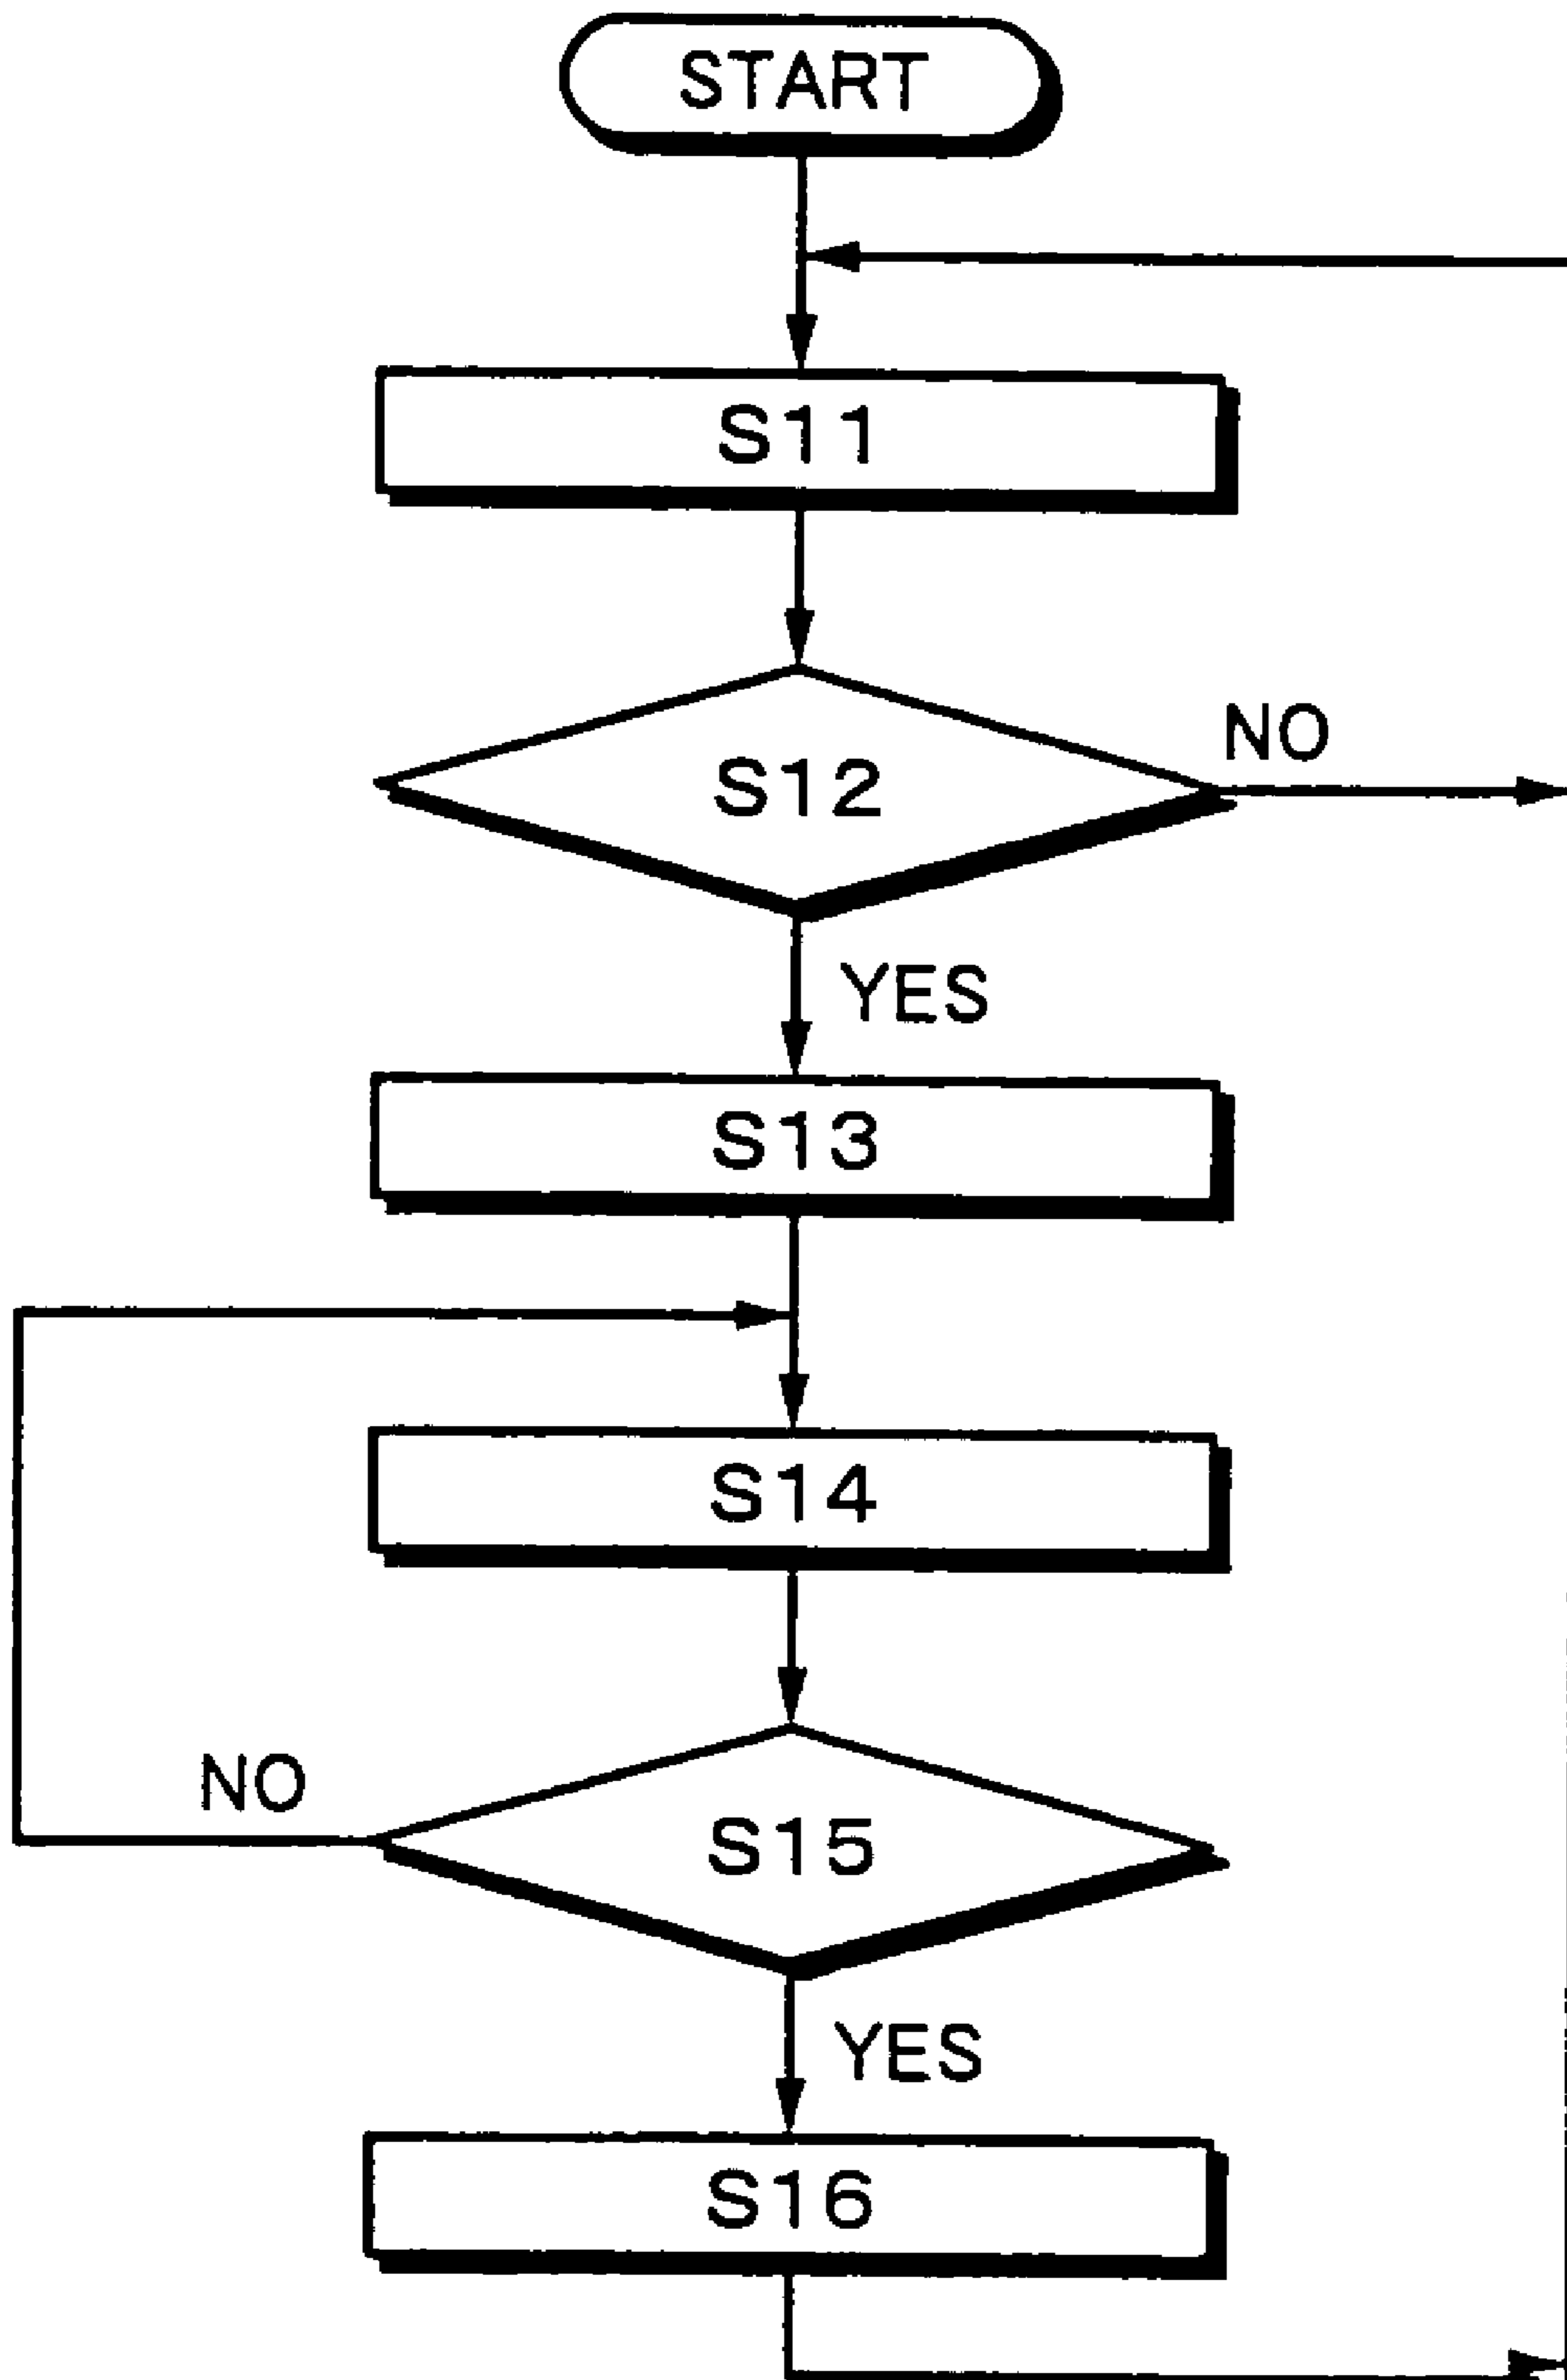 START
S11
S12
NO
YES
S13
S14
NO
S15
YES
S16